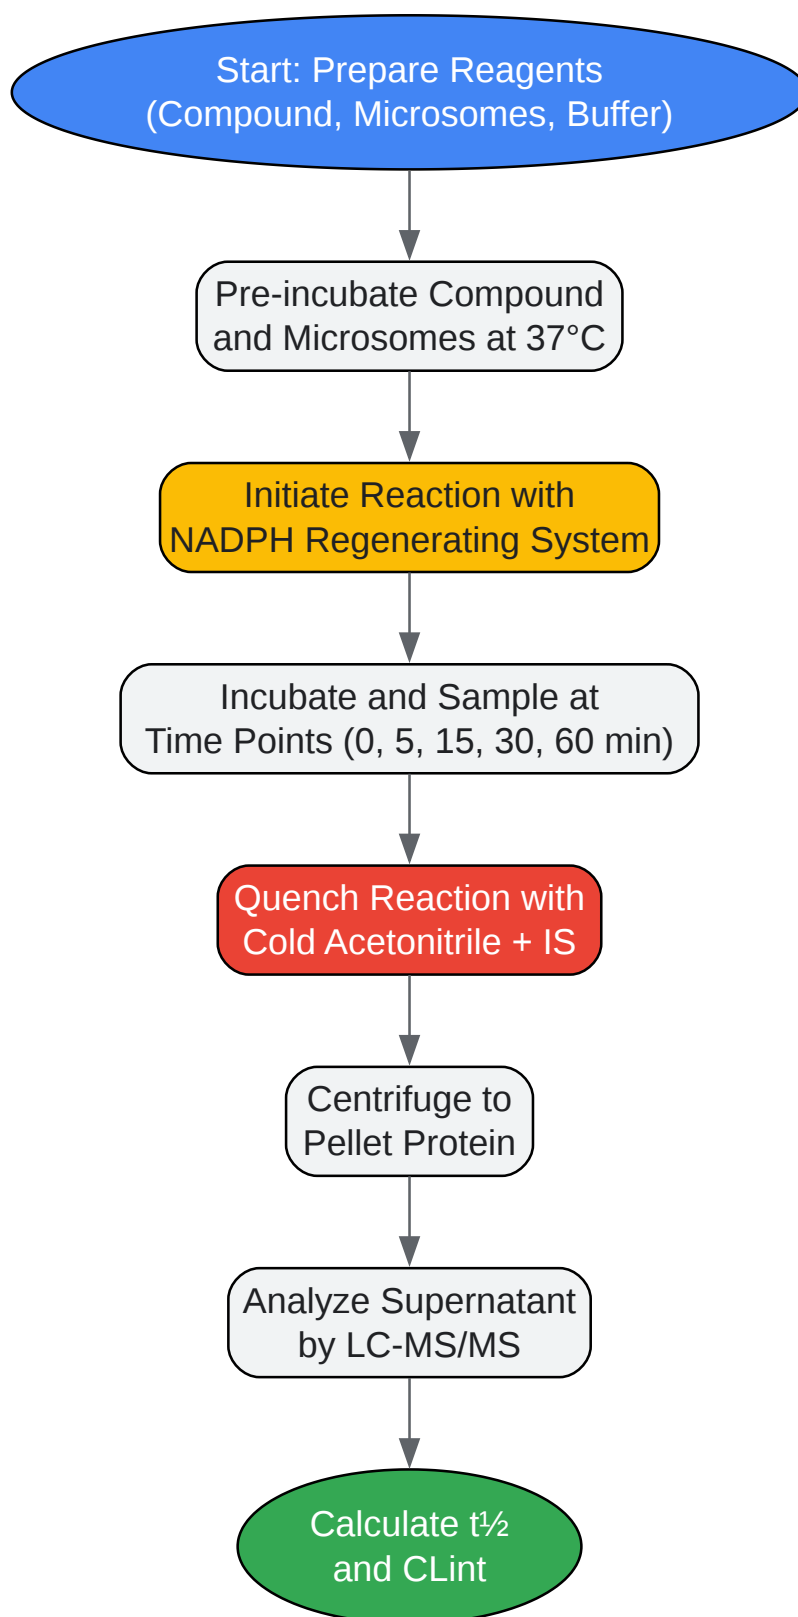 Start: Prepare Reagents
(Compound, Microsomes, Buffer)
Pre-incubate Compound
and Microsomes at 37°C
Initiate Reaction with
NADPH Regenerating System
Incubate and Sample at
Time Points (0, 5, 15, 30, 60 min)
Quench Reaction with
Cold Acetonitrile + IS
Centrifuge to
Pellet Protein
Analyze Supernatant
by LC-MS/MS
Calculate t½
and CLint